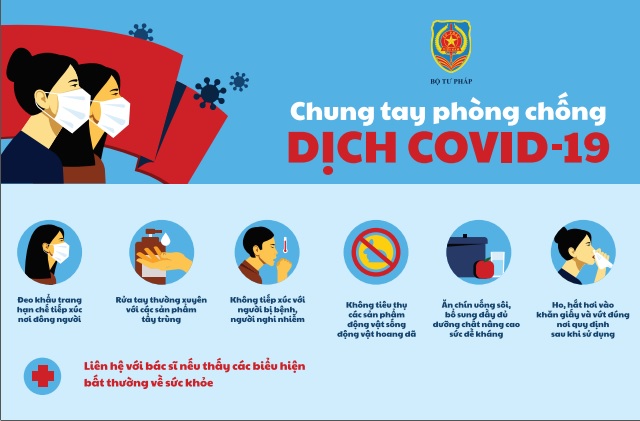 BỘ TƯ PHÁP
Chung tay phòng chống
DỊCH COVID-19
Đeo khẩu trang
hạn chế tiếp xúc
nơi đông người
Rửa tay thường xuyên
với các sản phẩm
tẩy trùng
Không tiếp xúc với
người bị bệnh,
người nghi nhiễm
Không tiêu thụ
các sản phẩm
động vật sống
động vật hoang dã
Ăn chín uống sôi,
bổ sung đầy đủ
dưỡng chất nâng cao
sức đề kháng
Ho, hắt hơi vào
khăn giấy và vứt đúng
nơi quy định
sau khi sử dụng
Liên hệ với bác sĩ nếu thấy các biểu hiện
bất thường về sức khỏe